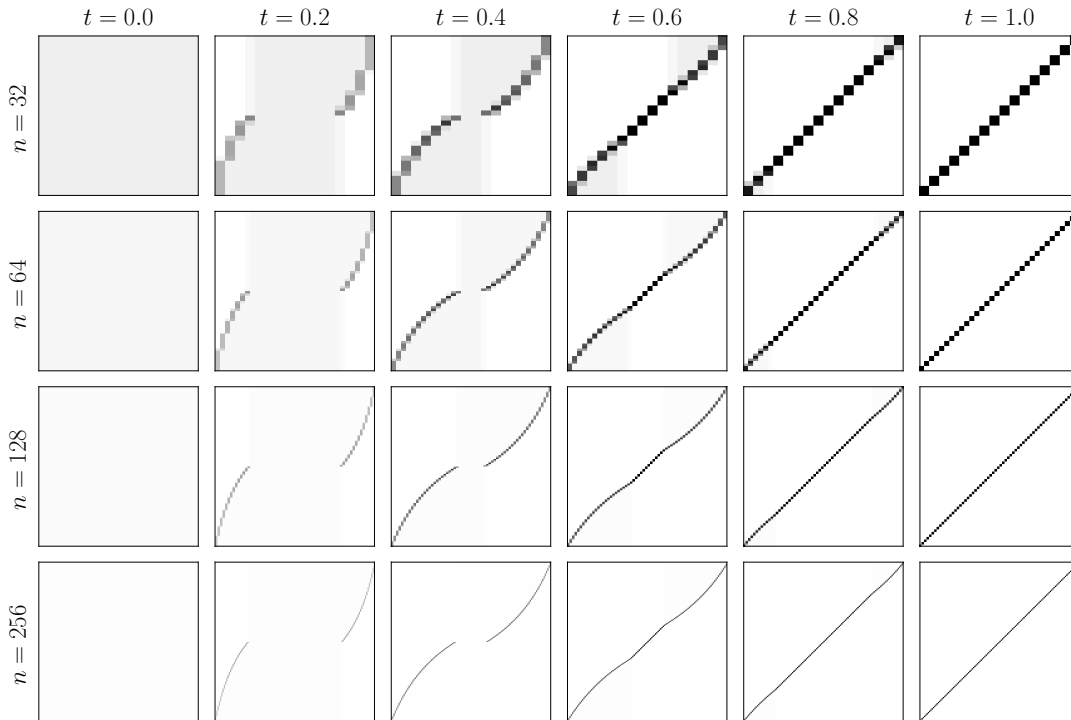 t = 0.0 t = 0.2 t = 0.4 t = 0.6 t = 0.8 t = 1.0
n = 32
n = 64
n = 128
n = 256